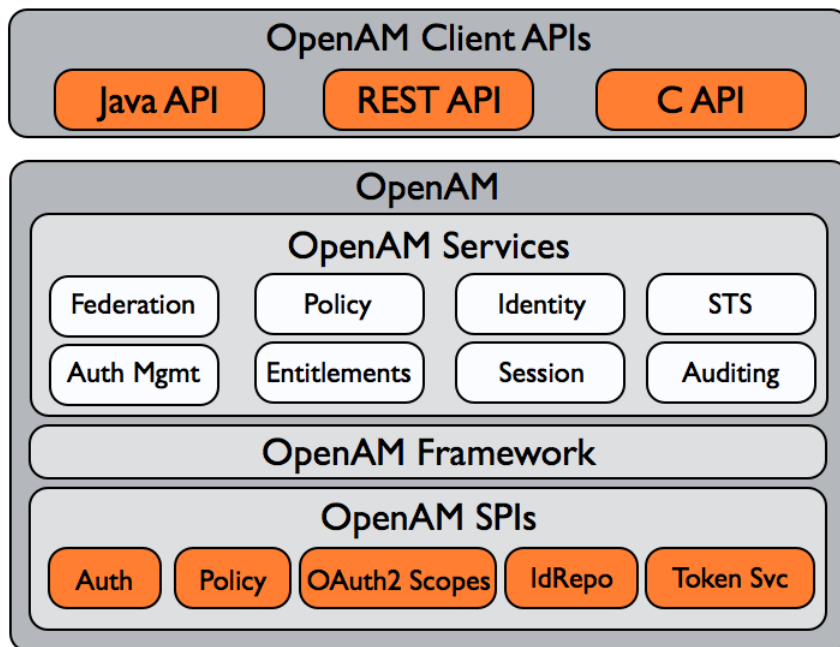 OpenAM Client APIs
Java API
REST API
C API
OpenAM
OpenAM Services
Federation
Policy
Identity
STS
Auth Mgmt
Entitlements
Session
Auditing
OpenAM Framework
OpenAM SPIs
Auth
Policy
OAuth2 Scopes
IdRepo
Token Svc